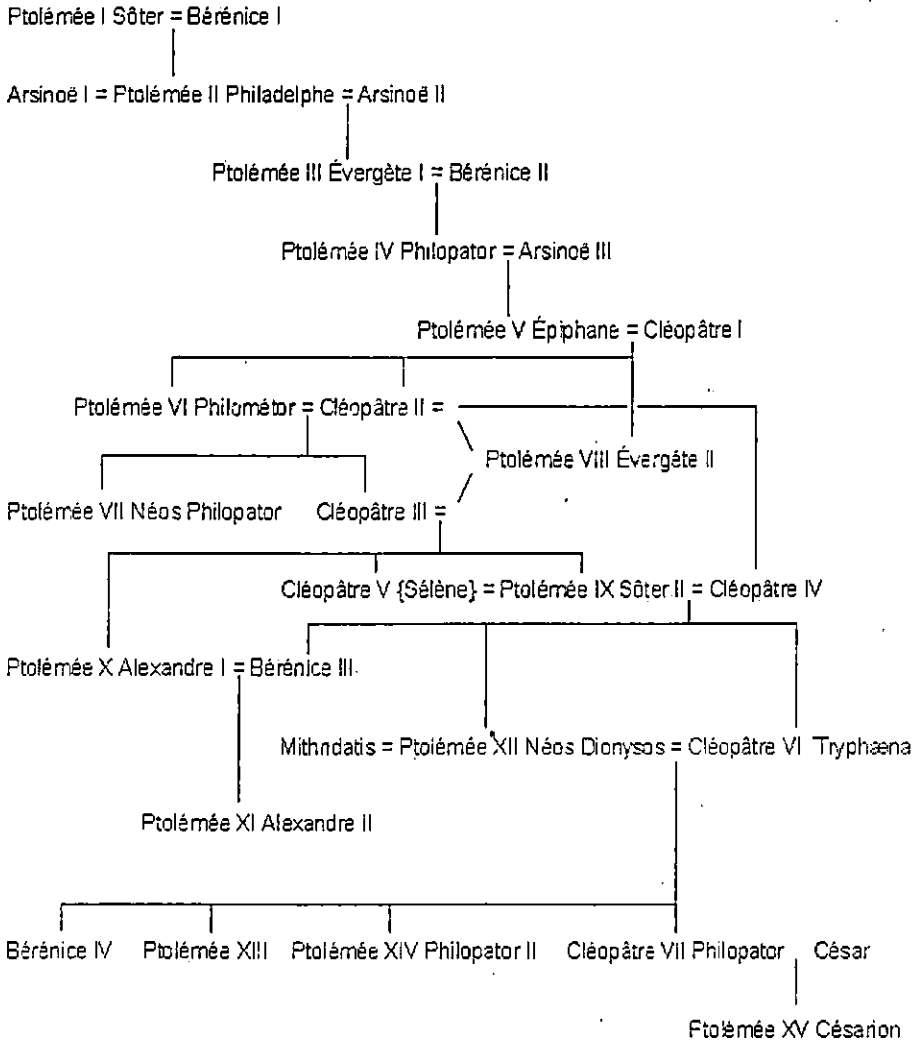 Ptolémée I Sôter = Bérénice I
Arsinoë I = Ptolémée II Philadelphe = Arsinoë II
Ptolémée III Évergète I = Bérénice II
Ptolémée IV Philopator = Arsinoë III
Ptolémée V Épiphane = Cléopâtre I
Ptolémée VI Philométor = Cléopâtre II =
Ptolémée VIII Évergéte II
Ptolémée VII Néos Philopator Cléopâtre III =
Cléopâtre V {Sélène} = Ptolémée IX Sôter II = Cléopâtre IV
Ptolémée X Alexandre I = Bérénice III
Mithridatis = Ptolémée XII Néos Dionysos = Cléopâtre VI Tryphæna
Ptolémée XI Alexandre II
Bérénice IV Ptolémée XIII Ptolémée XIV Philopator II Cléopâtre VII Philopator César
Ptolémée XV Césarion